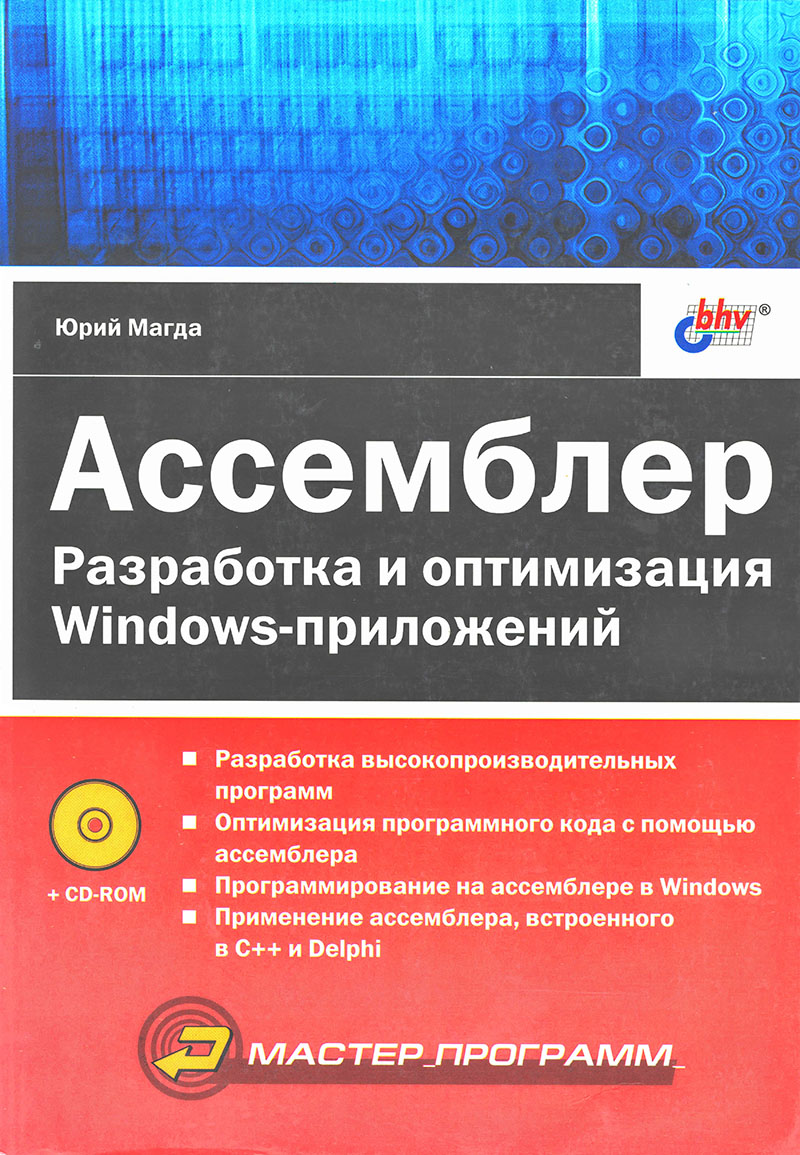 Юрий Магда
bhv®
Ассемблер
Разработка и оптимизация
Windows-приложений
■ Разработка высокопроизводительных
программ
■ Оптимизация программного кода с помощью
ассемблера
+ CD-ROM
■ Программирование на ассемблере в Windows
■ Применение ассемблера, встроенного
в C++ и Delphi
МАСТЕР_ПРОГРАММ_